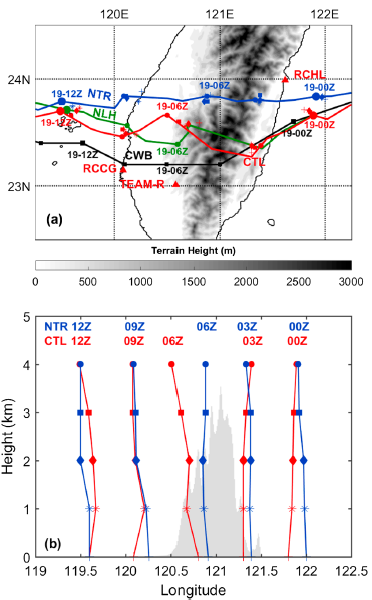 120E 121E 122E
24N
23N
RCHL
19-12Z 19-06Z 19-00Z
NTR
NLH
19-06Z
19-12Z 19-00Z
19-00Z
19-12Z CWB 19-06Z CTL
19-06Z
RCCG
TEAM-R
(a)
Terrain Height (m)
0 500 1000 1500 2000 2500 3000
NTR 12Z 09Z 06Z 03Z 00Z
CTL 12Z 09Z 06Z 03Z 00Z
5
4
3
2
1
0
Height (km)
(b)
119 119.5 120 120.5 121 121.5 122 122.5
Longitude